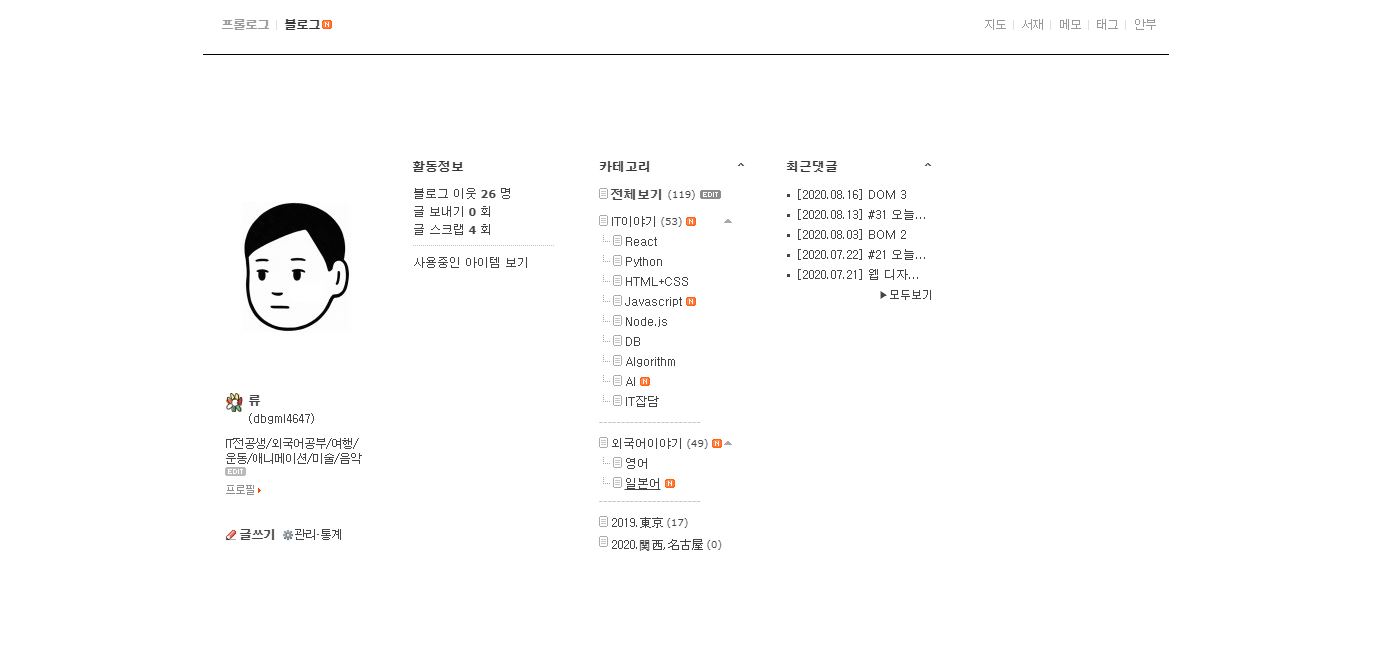 프롤로그 블로그 N 지도 서재 메모 태그 안부
활동정보
블로그 이웃 26 명
글 보내기 0 회
글 스크랩 4 회
사용중인 아이템 보기
카테고리
전체보기 (119) EDIT
IT이야기 (53) N
React
Python
HTML+CSS
Javascript N
Node.js
DB
Algorithm
AI N
IT잡담
외국어이야기 (49) N
영어
일본어 N
2019.東京 (17)
2020.関西,名古屋 (0)
최근댓글
[2020.08.16] DOM 3
[2020.08.13] #31 오늘...
[2020.08.03] BOM 2
[2020.07.22] #21 오늘...
[2020.07.21] 웹 디자...
▶모두보기
류
(dbgml4647)
IT전공생/외국어공부/여행/
운동/애니메이션/미술/음악
EDIT
프로필
글쓰기 관리·통계